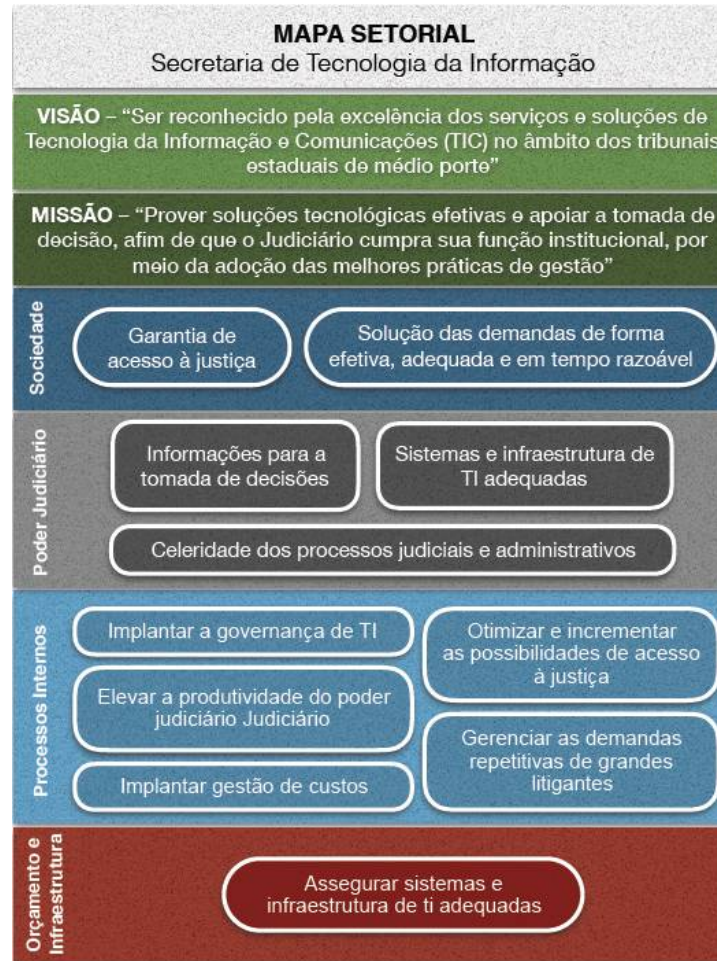 MAPA SETORIAL
Secretaria de Tecnologia da Informação
VISÃO – “Ser reconhecido pela excelência dos serviços e soluções de
Tecnologia da Informação e Comunicações (TIC) no âmbito dos tribunais
estaduais de médio porte”
MISSÃO – “Prover soluções tecnológicas efetivas e apoiar a tomada de
decisão, afim de que o Judiciário cumpra sua função institucional, por
meio da adoção das melhores práticas de gestão”
Sociedade
Garantia de
acesso à justiça
Solução das demandas de forma
efetiva, adequada e em tempo razoável
Poder Judiciário
Informações para a
tomada de decisões
Sistemas e infraestrutura de
TI adequadas
Celeridade dos processos judiciais e administrativos
Processos Internos
Implantar a governança de TI
Elevar a produtividade do poder
judiciário Judiciário
Implantar gestão de custos
Otimizar e incrementar
as possibilidades de acesso
à justiça
Gerenciar as demandas
repetitivas de grandes
litigantes
Orçamento e
Infraestrutura
Assegurar sistemas e
infraestrutura de ti adequadas